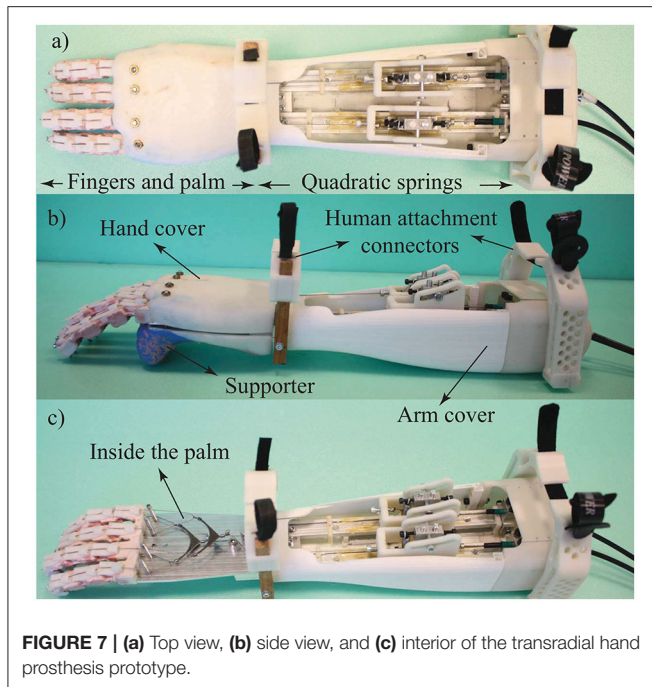 a)
Fingers and palm Quadratic springs
b)
Hand cover
Human attachment
connectors
Supporter
Arm cover
c)
Inside the palm
POWER
FIGURE 7 | (a) Top view, (b) side view, and (c) interior of the transradial hand
prosthesis prototype.